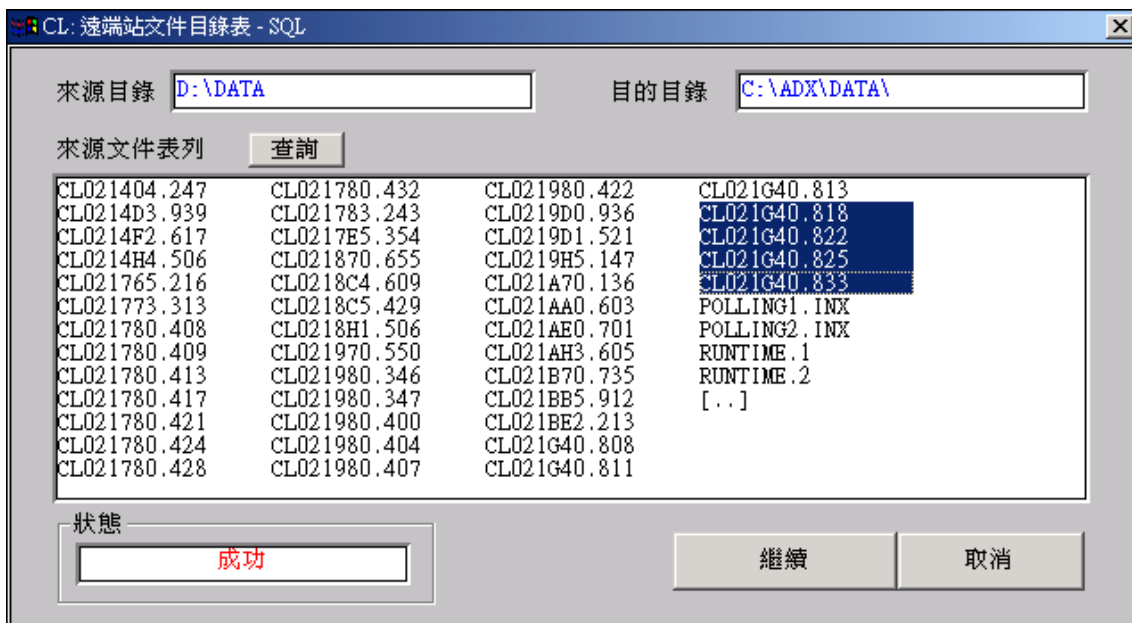 CL: 遠端站文件目錄表 - SQL
來源目錄 D:\DATA 目的目錄 C:\ADX\DATA\
來源文件表列 查詢
CL021404.247 CL021780.432 CL021980.422 CL021G40.813
CL0214D3.939 CL021783.243 CL0219D0.936 CL021G40.818
CL0214F2.617 CL0217E5.354 CL0219D1.521 CL021G40.822
CL0214H4.506 CL021870.655 CL0219H5.147 CL021G40.825
CL021765.216 CL0218C4.609 CL021A70.136 CL021G40.833
CL021773.313 CL0218C5.429 CL021AA0.603 POLLING1.INX
CL021780.408 CL0218H1.506 CL021AE0.701 POLLING2.INX
CL021780.409 CL021970.550 CL021AH3.605 RUNTIME.1
CL021780.413 CL021980.346 CL021B70.735 RUNTIME.2
CL021780.417 CL021980.347 CL021BB5.912 [..]
CL021780.421 CL021980.400 CL021BE2.213
CL021780.424 CL021980.404 CL021G40.808
CL021780.428 CL021980.407 CL021G40.811
狀態
成功 繼續 取消